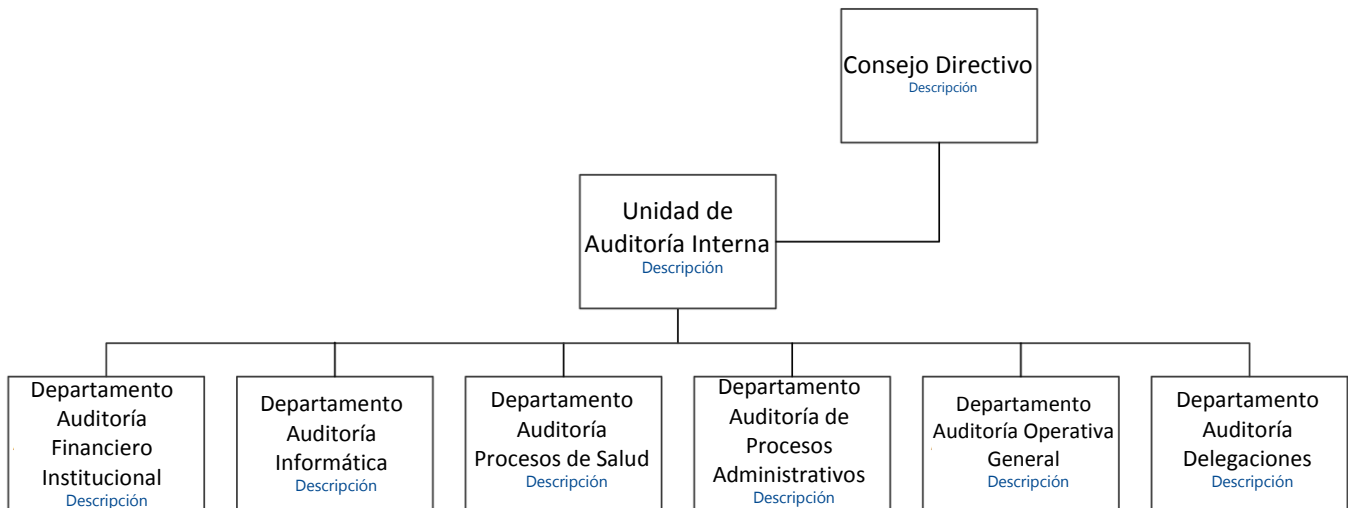 Consejo Directivo
Descripción
Unidad de
Auditoría Interna
Descripción
Departamento
Auditoría
Financiero
Institucional
Descripción
Departamento
Auditoría
Informática
Descripción
Departamento
Auditoría
Procesos de Salud
Descripción
Departamento
Auditoría de
Procesos
Administrativos
Descripción
Departamento
Auditoría Operativa
General
Descripción
Departamento
Auditoría
Delegaciones
Descripción